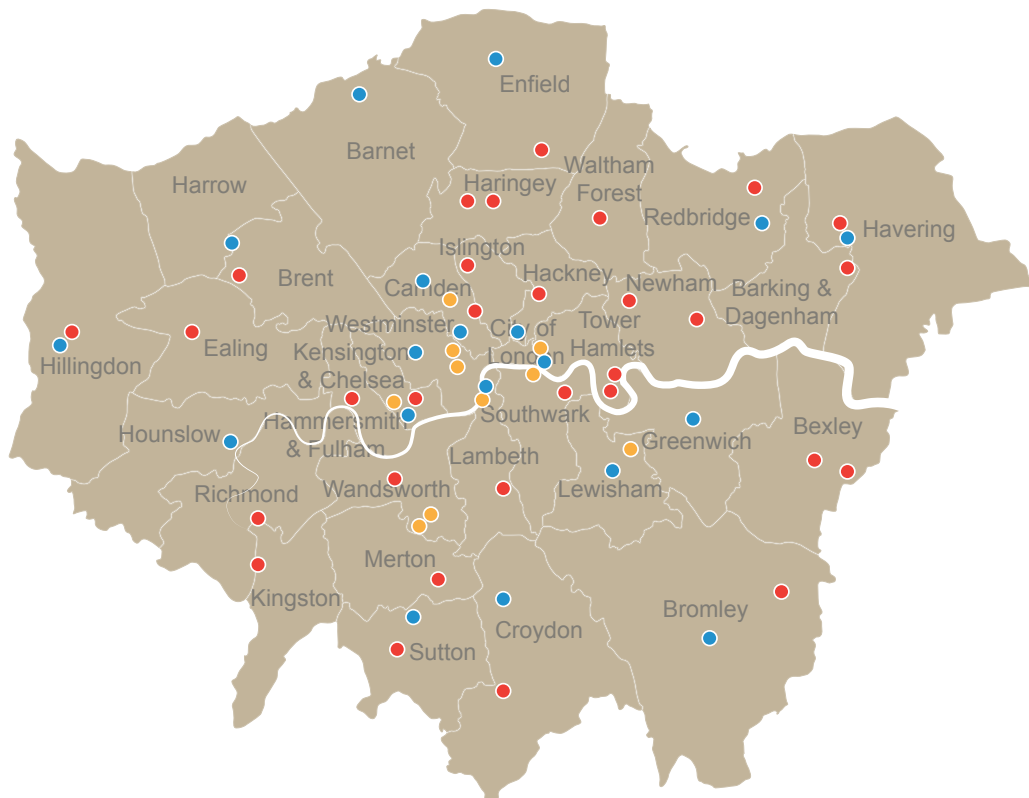 Enfield
Barnet
Waltham
Forest
Haringey
Harrow
Redbridge
Havering
Islington
Hackney
Brent
Camden
Newham
Barking &
Dagenham
Westminster
City of
London
Tower
Hamlets
Kensington
& Chelsea
Ealing
Hillingdon
Hammersmith
& Fulham
Southwark
Hounslow
Greenwich
Bexley
Lambeth
Richmond
Wandsworth
Lewisham
Merton
Kingston
Bromley
Croydon
Sutton